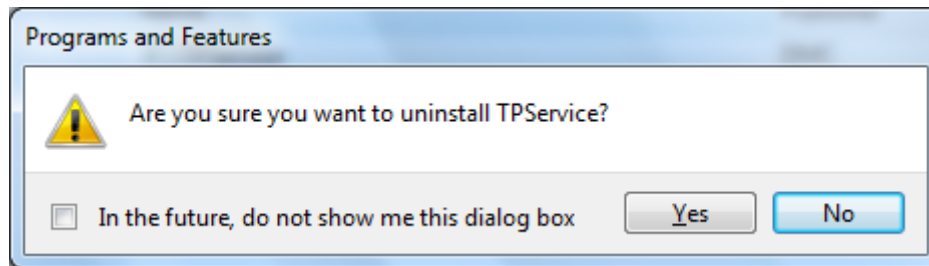 Programs and Features
Are you sure you want to uninstall TPService?
In the future, do not show me this dialog box
Yes
No